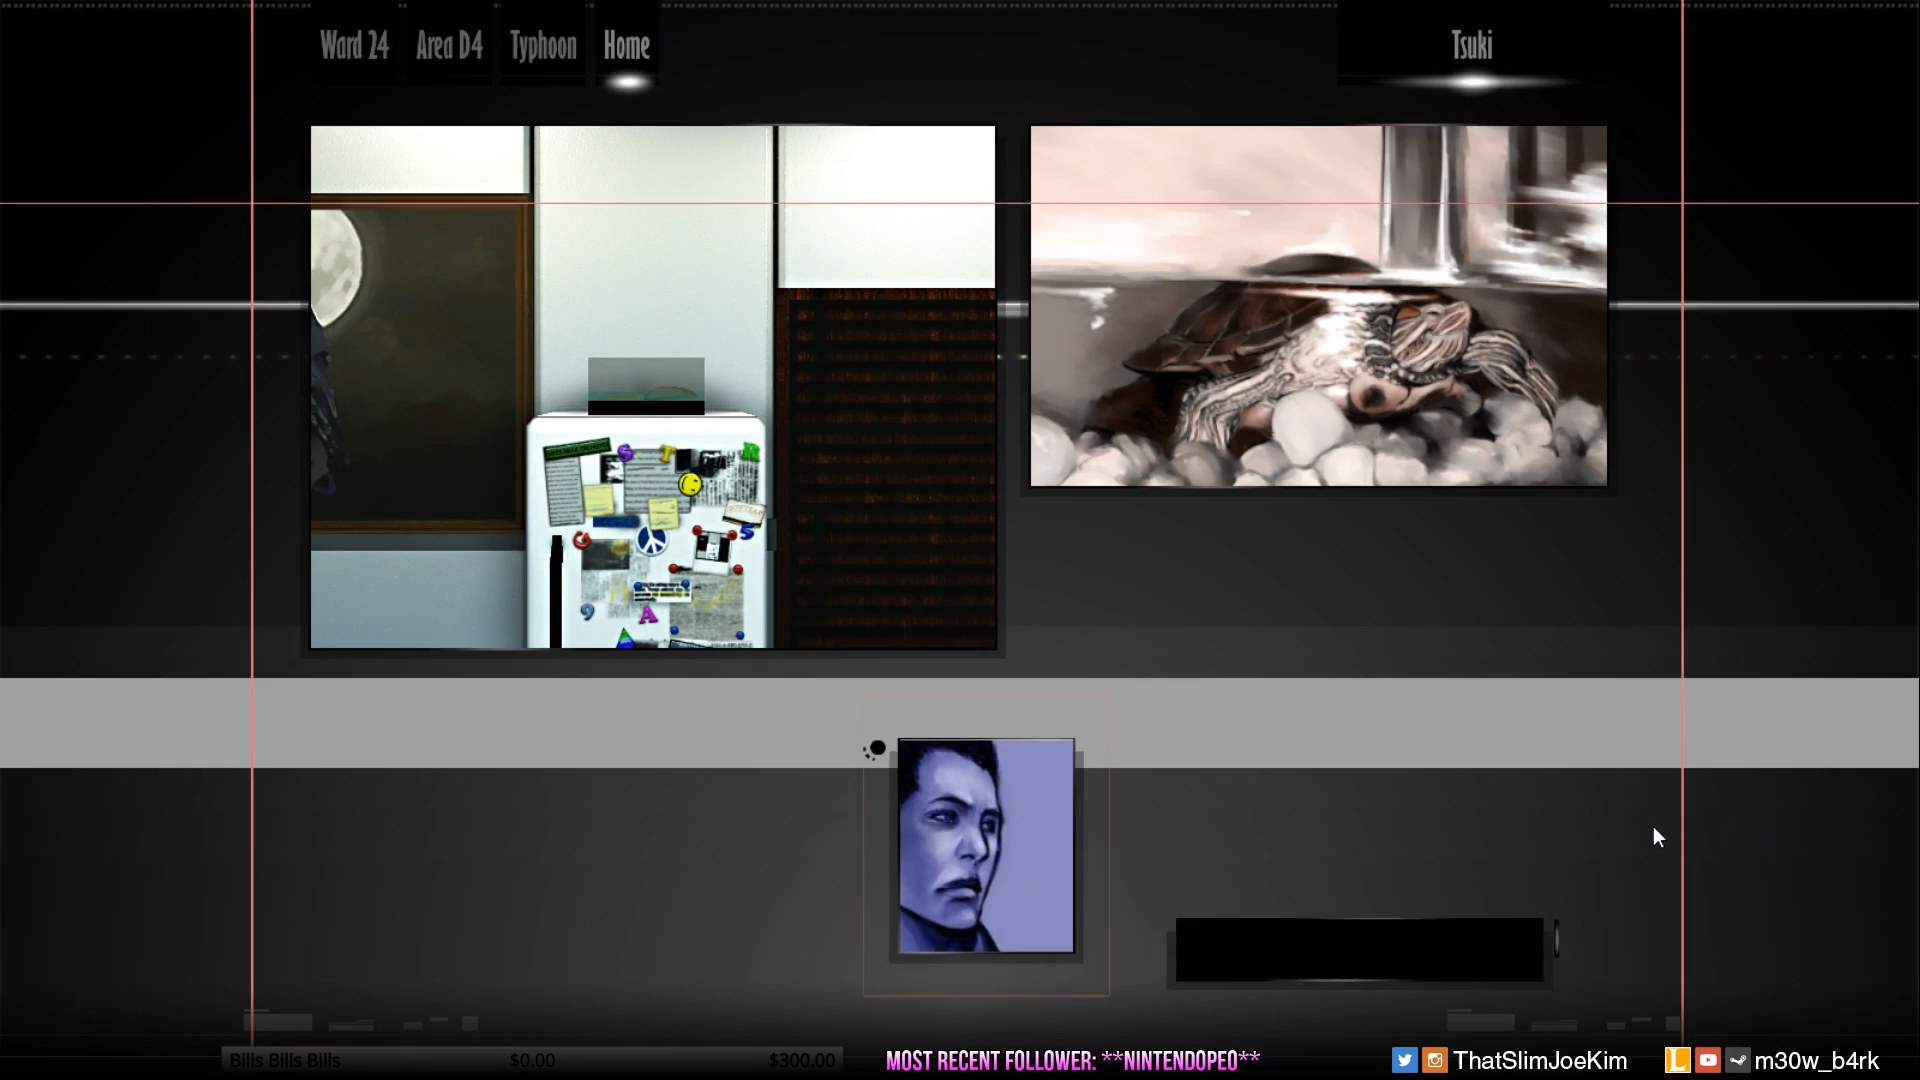 Ward 24 Area D4 Typhoon Home Tsuki
S T R
S
9 A
Bills Bills Bills $0.00 $300.00
MOST RECENT FOLLOWER: **NINTENDOPEO**
ThatSlimJoeKim
L m30w_b4rk